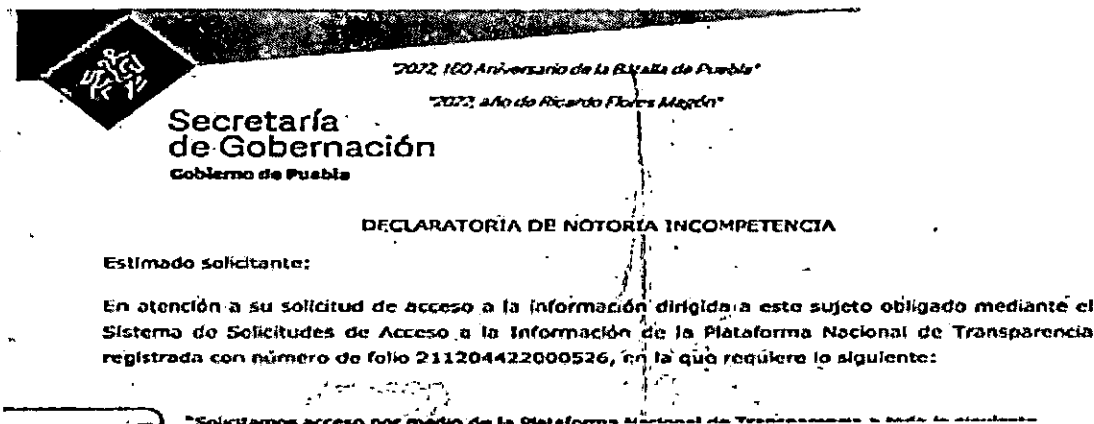 "2022, 160 Aniversario de la Batalla de Puebla"
"2022, año de Ricardo Flores Magón"
Secretaría
de Gobernación
Gobierno de Puebla
DECLARATORIA DE NOTORIA INCOMPETENCIA
Estimado solicitante:
En atención a su solicitud de acceso a la información dirigida a este sujeto obligado mediante el
Sistema de Solicitudes de Acceso a la Información de la Plataforma Nacional de Transparencia
registrada con número de folio 211204422000526, en la que requiere lo siguiente:
"Solicitamos acceso por medio de la Plataforma Nacional de Transparencia a toda la siguiente